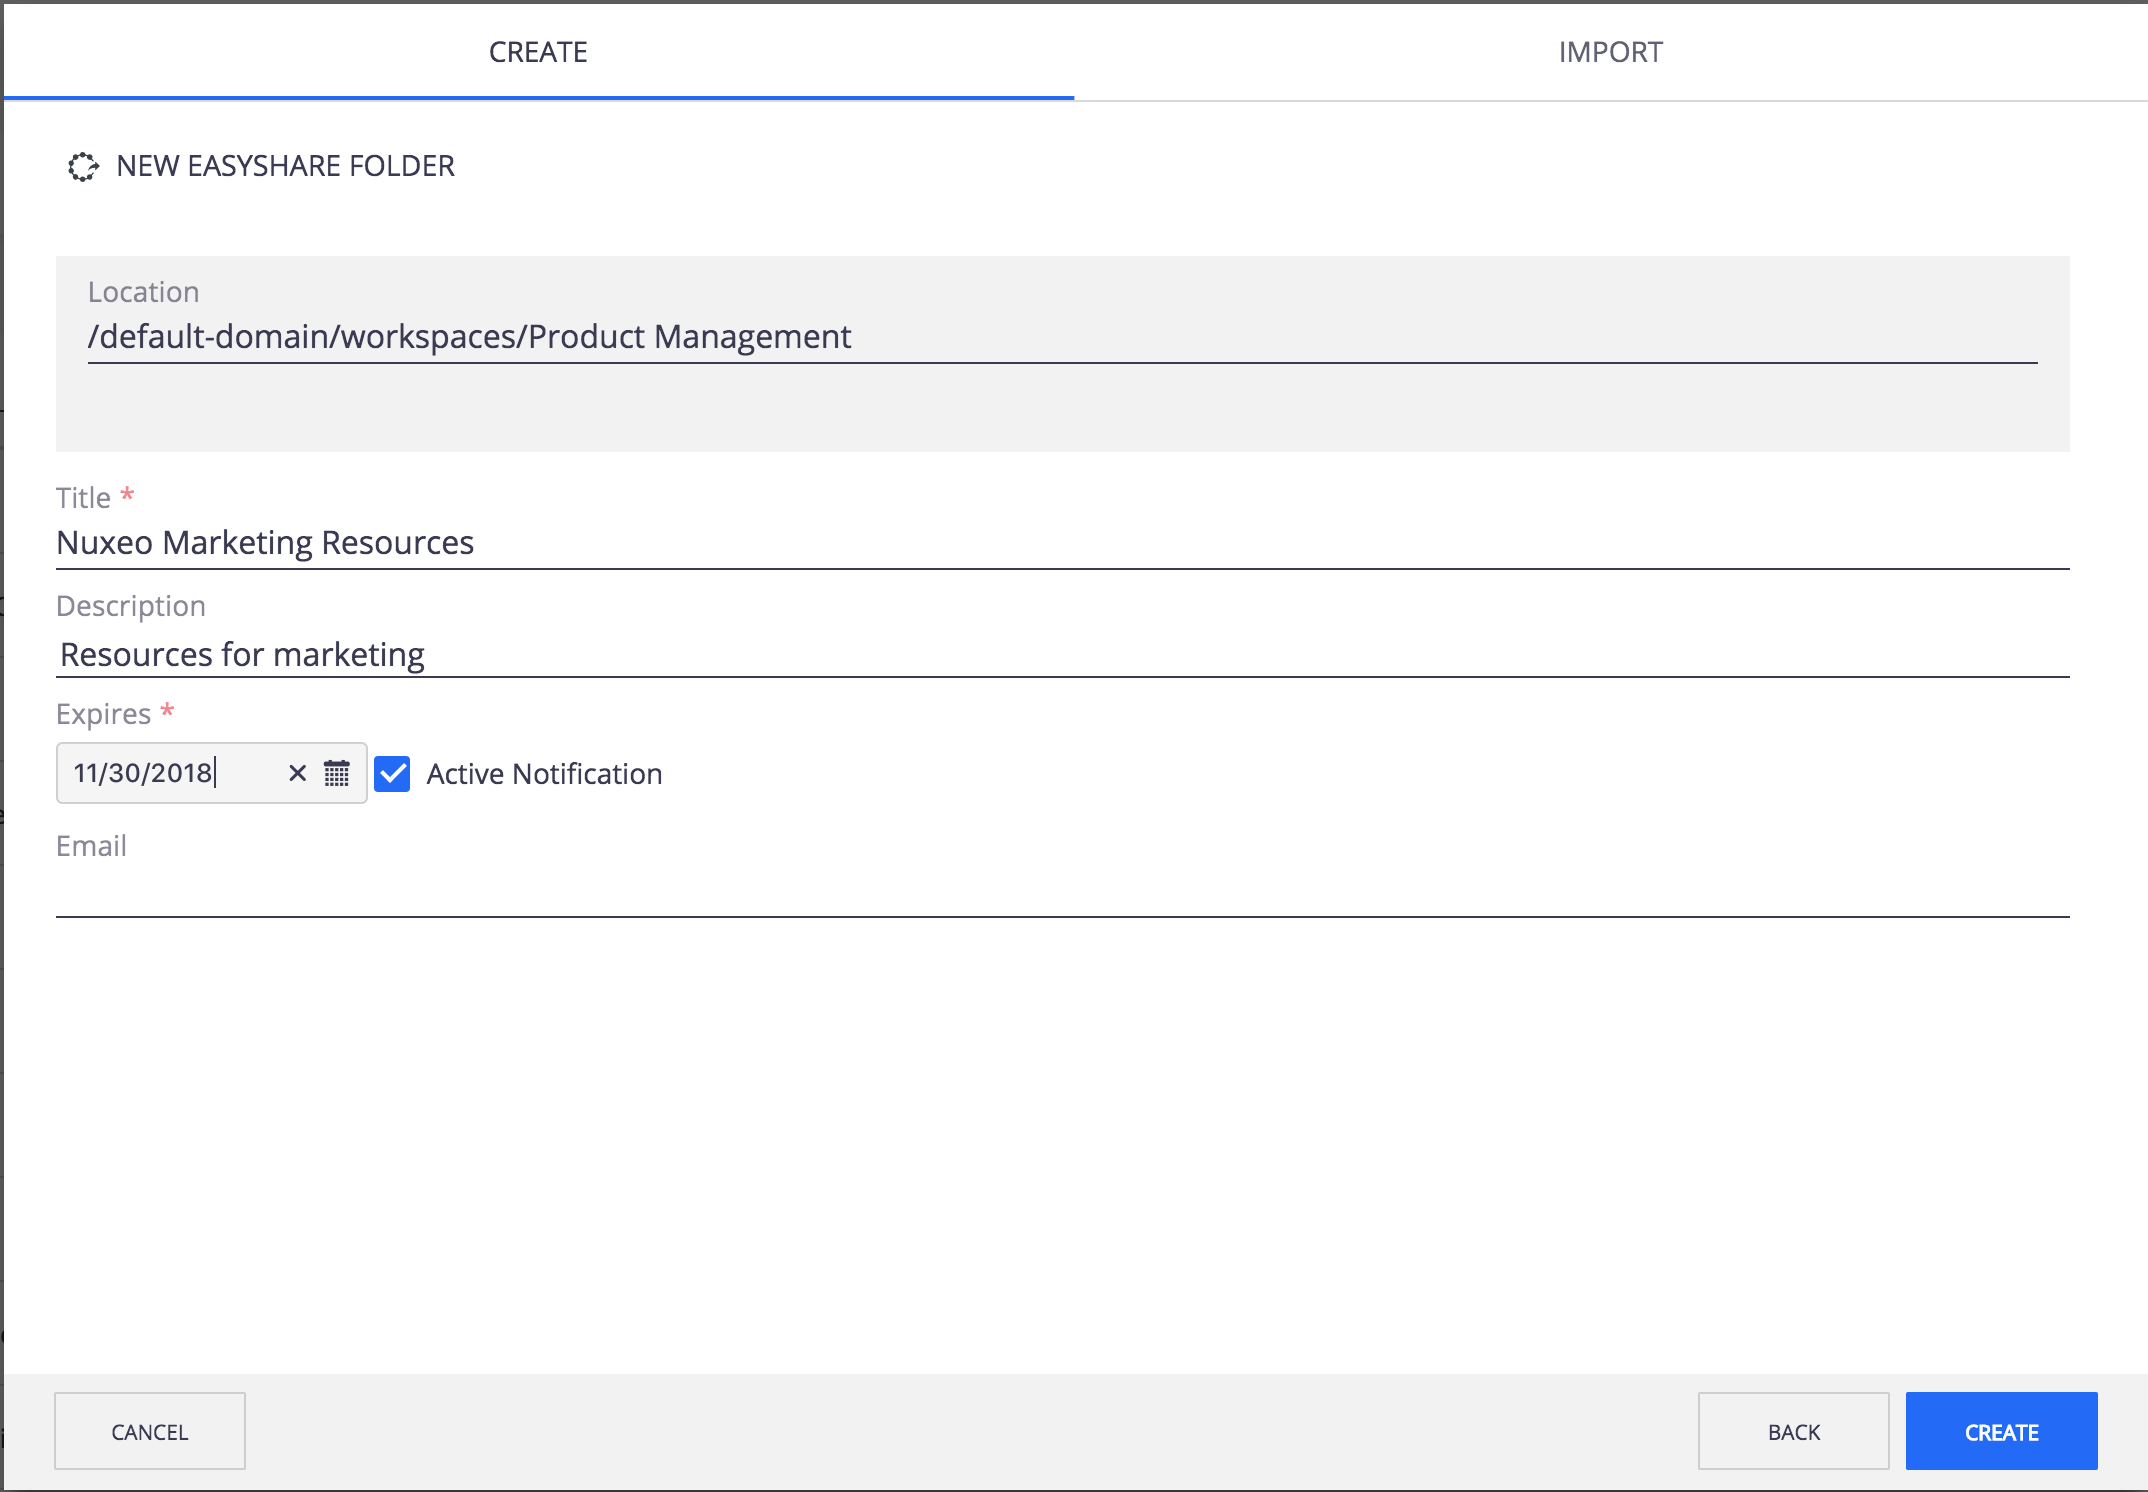 CREATE
IMPORT
NEW EASYSHARE FOLDER
Location
/default-domain/workspaces/Product Management
Title *
Nuxeo Marketing Resources
Description
Resources for marketing
Expires *
11/30/2018
Active Notification
Email
CANCEL
BACK
CREATE